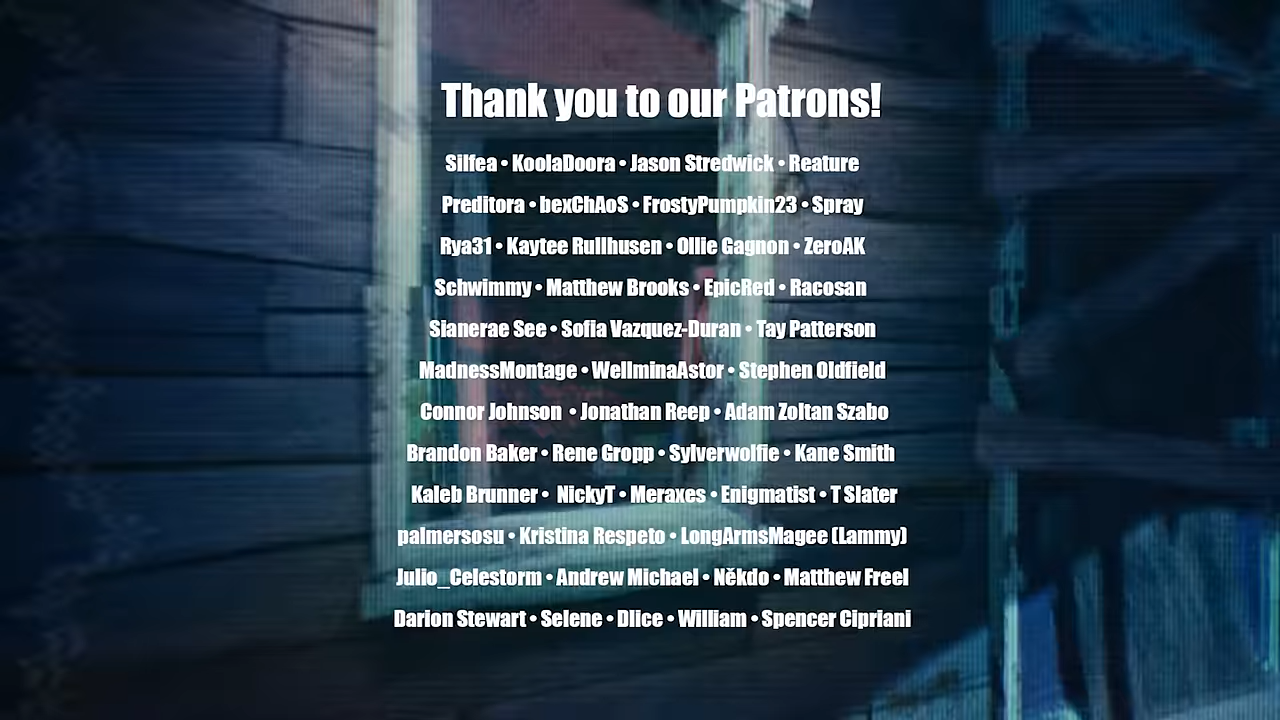 Thank you to our Patrons!
Silfea • KoolaDoora • Jason Stredwick • Reature
Preditora • bexChAoS • FrostyPumpkin23 • Spray
Rya31 • Kaytee Rullhusen • Ollie Gagnon • ZeroAK
Schwimmy • Matthew Brooks • EpicRed • Racosan
Sianerae See • Sofia Vazquez-Duran • Tay Patterson
MadnessMontage • WellminaAstor • Stephen Oldfield
Connor Johnson • Jonathan Reep • Adam Zoltan Szabo
Brandon Baker • Rene Gropp • Sylverwolfie • Kane Smith
Kaleb Brunner • NickyT • Meraxes • Enigmatist • T Slater
palmersosu • Kristina Respeto • LongArmsMagee (Lammy)
Julio_Celestorm • Andrew Michael • Někdo • Matthew Freel
Darion Stewart • Selene • Dlice • William • Spencer Cipriani